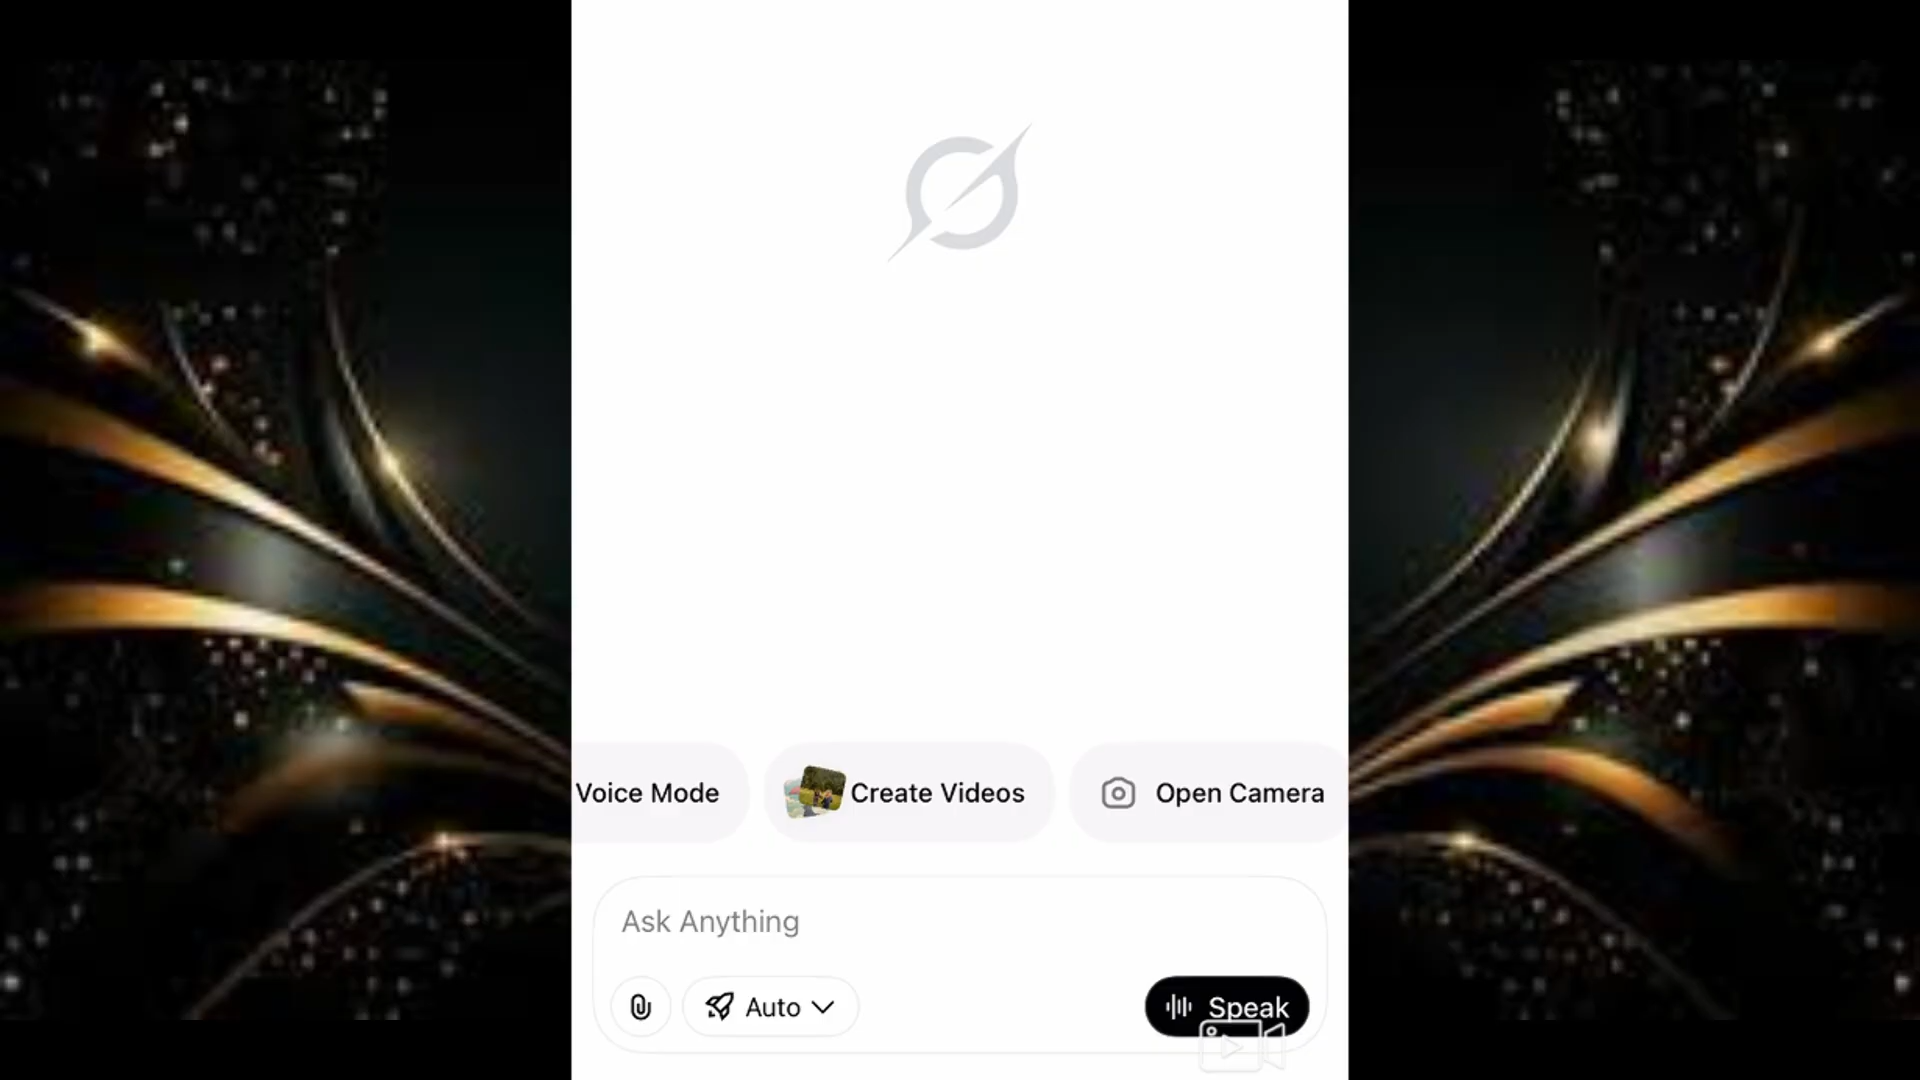 Voice Mode
Create Videos
Open Camera
Ask Anything
Auto
Speak